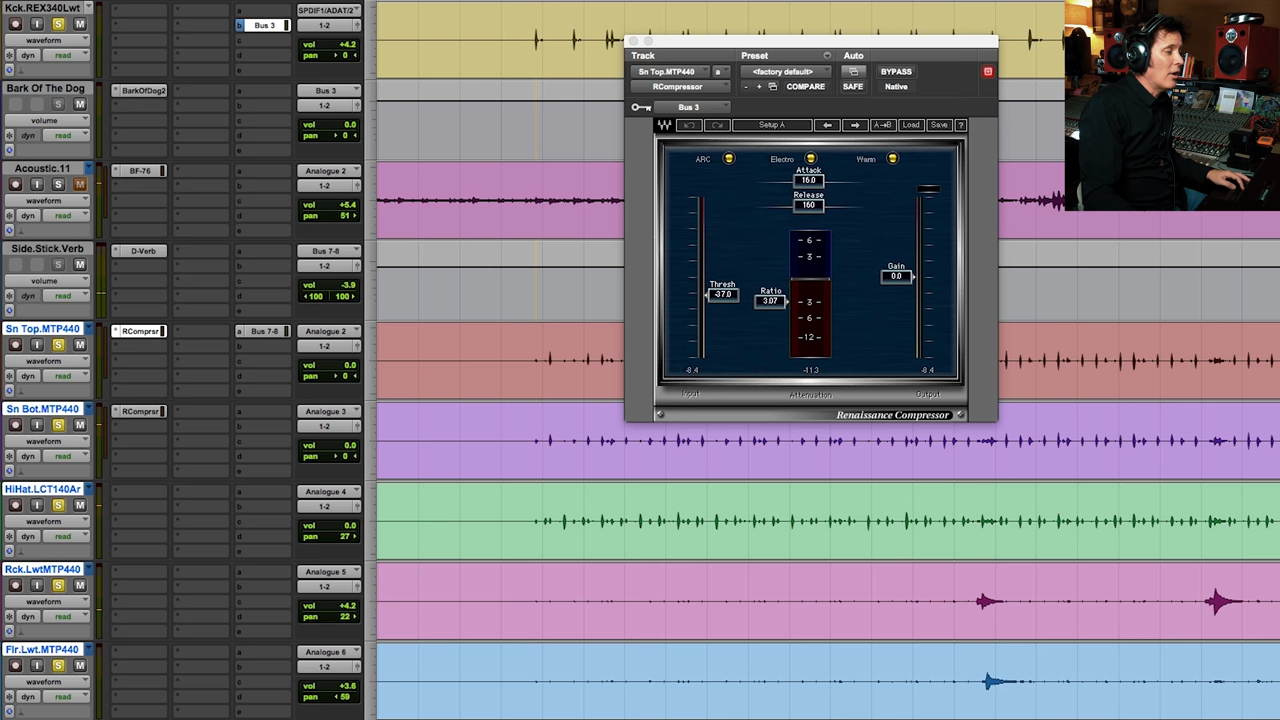 Kck.REX340Lwt
I
S
M
waveform
dyn
read
a
b
Bus 3
c
d
e
SPDIF1/ADAT/2
1-2
vol +4.2
pan 0
Bark Of The Dog
S
M
volume
dyn
read
BarkOfDog2
a
b
c
d
e
Bus 3
1-2
vol 0.0
pan 0
Acoustic.11
I
S
M
waveform
dyn
read
BF-76
a
b
c
d
e
Analogue 2
1-2
vol +5.4
pan 51
Side.Stick.Verb
S
M
volume
dyn
read
D-Verb
a
b
c
d
e
Bus 7-8
1-2
vol -3.9
100 100
Sn Top.MTP440
I
S
M
waveform
dyn
read
RComprsr
a Bus 7-8
b
c
d
e
Analogue 2
1-2
vol 0.0
pan 0
Sn Bot.MTP440
I
S
M
waveform
dyn
read
RComprsr
a
b
c
d
e
Analogue 3
1-2
vol 0.0
pan 0
HiHat.LCT140Ar
I
S
M
waveform
dyn
read
a
b
c
d
e
Analogue 4
1-2
vol 0.0
pan 27
Rck.LwtMTP440
I
S
M
waveform
dyn
read
a
b
c
d
e
Analogue 5
1-2
vol +4.2
pan 22
Flr.Lwt.MTP440
I
S
M
waveform
dyn
read
a
b
c
d
e
Analogue 6
1-2
vol +3.6
pan 59
Track Preset Auto
Sn Top.MTP440 a <factory default> BYPASS
RCompressor - + COMPARE SAFE Native
Bus 3
Setup A A→B Load Save ?
ARC Electro Warm
Attack
16.0
Release
160
6
3
3
6
12
Thresh
-37.0
Ratio
3.07
Gain
0.0
-8.4 -11.3 -8.4
Input Attenuation Output
Renaissance Compressor